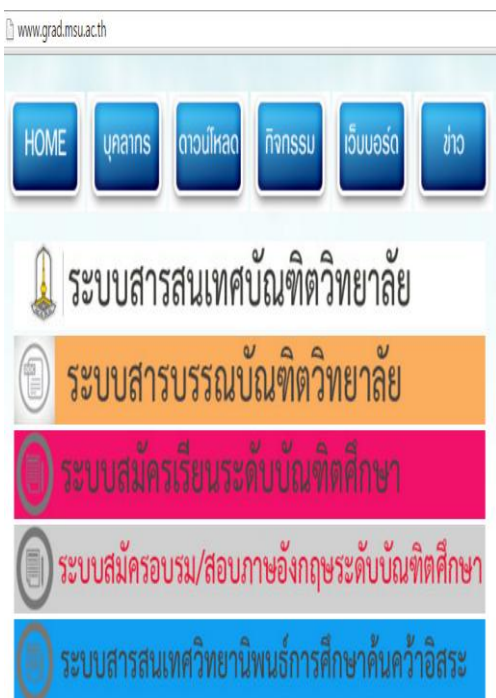 www.grad.msu.ac.th
HOME บุคลากร ดาวน์โหลด กิจกรรม เว็บบอร์ด ข่าว
ระบบสารสนเทศบัณฑิตวิทยาลัย
ระบบสารบรรณบัณฑิตวิทยาลัย
ระบบสมัครเรียนระดับบัณฑิตศึกษา
ระบบสมัครอบรม/สอบภาษอังกฤษระดับบัณฑิตศึกษา
ระบบสารสนเทศวิทยานิพนธ์การศึกษาค้นคว้าอิสระ